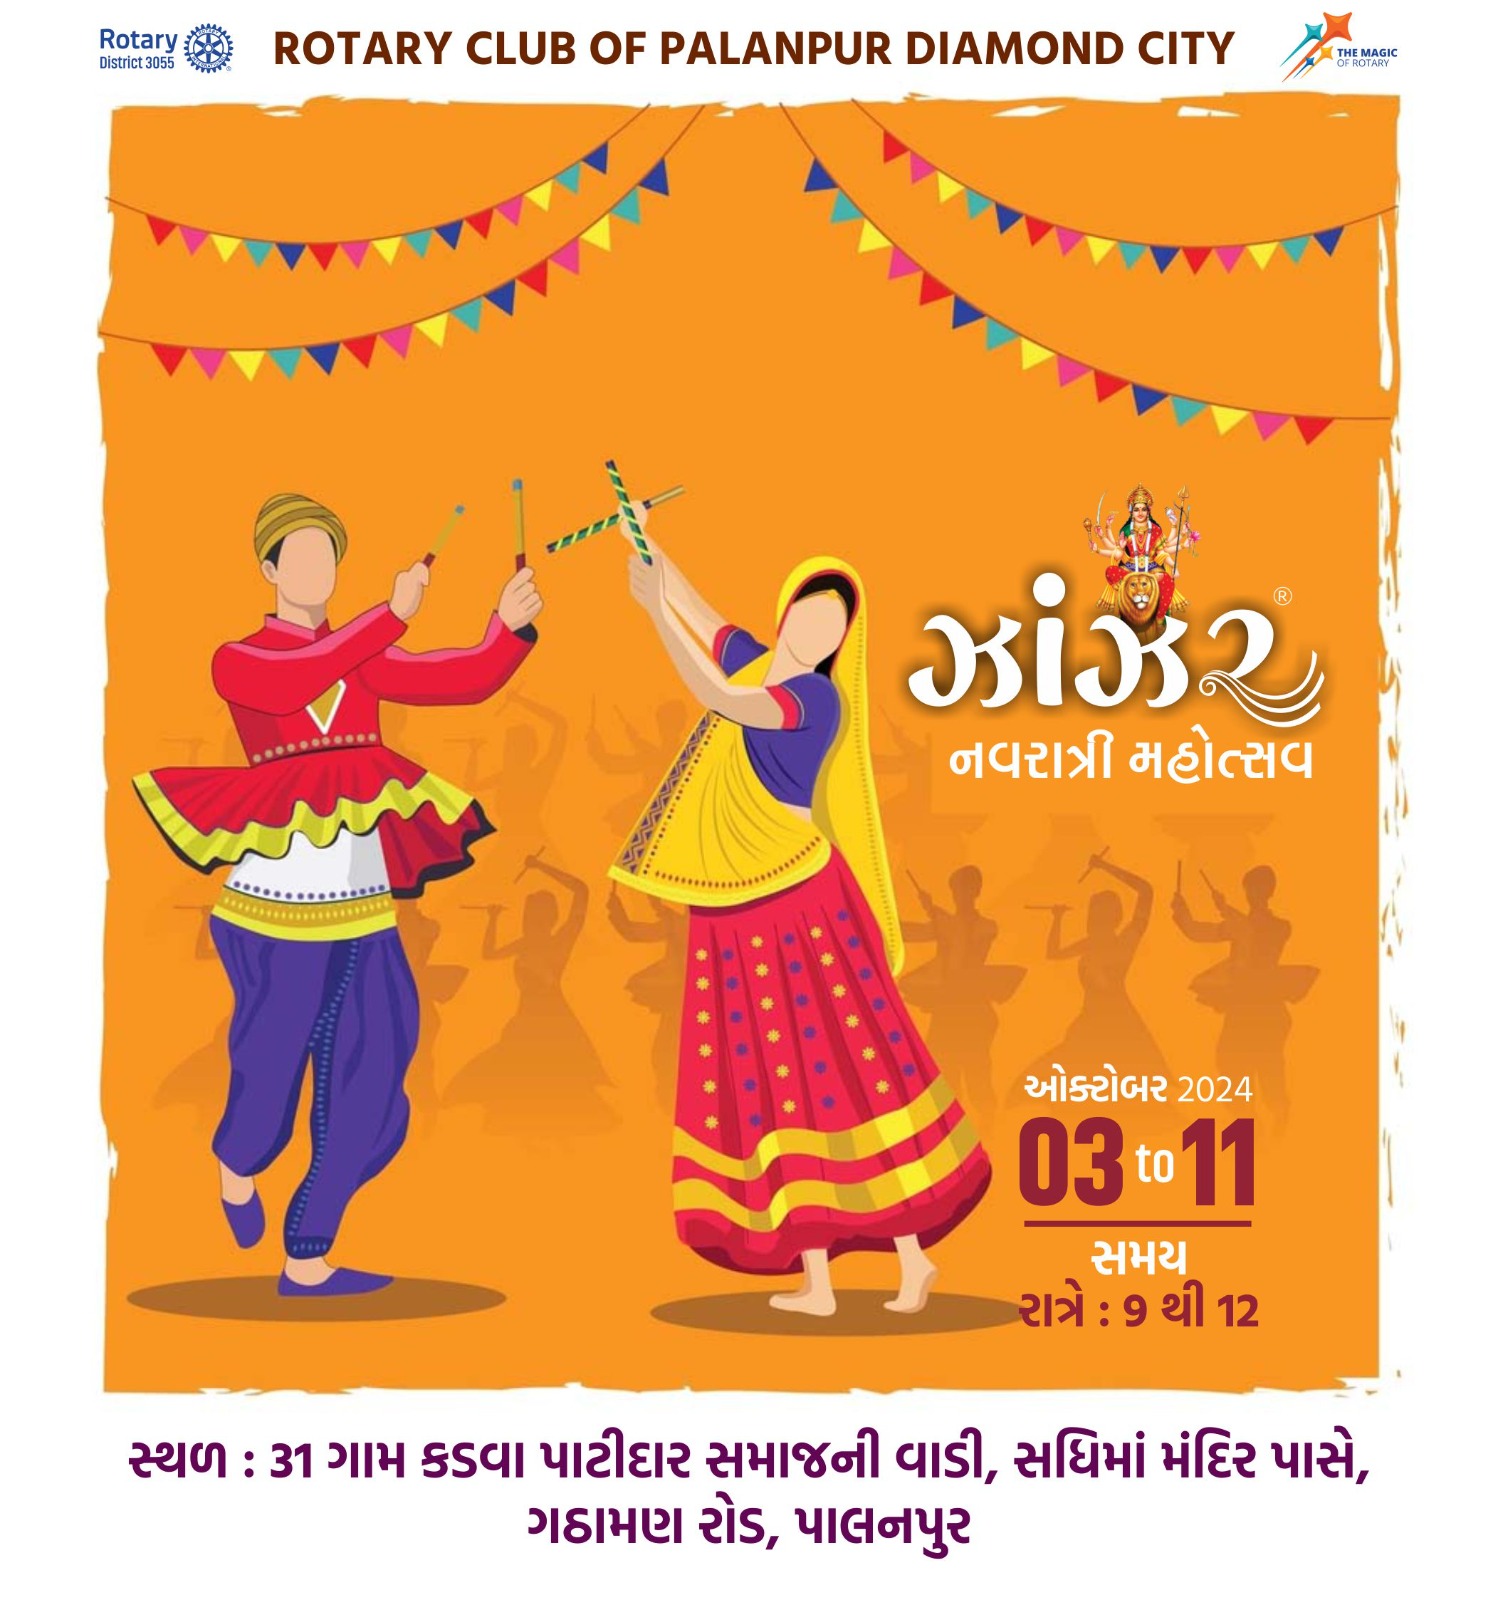 Rotary
District 3055
ROTARY CLUB OF PALANPUR DIAMOND CITY
THE MAGIC
OF ROTARY
ઝાંઝર ®
નવરાત્રી મહોત્સવ
ઓક્ટોબર 2024
03 to 11
સમય
રાત્રે : 9 થી 12
સ્થળ : 31 ગામ કડવા પાટીદાર સમાજની વાડી, સધિમાં મંદિર પાસે,
ગઠામણ રોડ, પાલનપુર